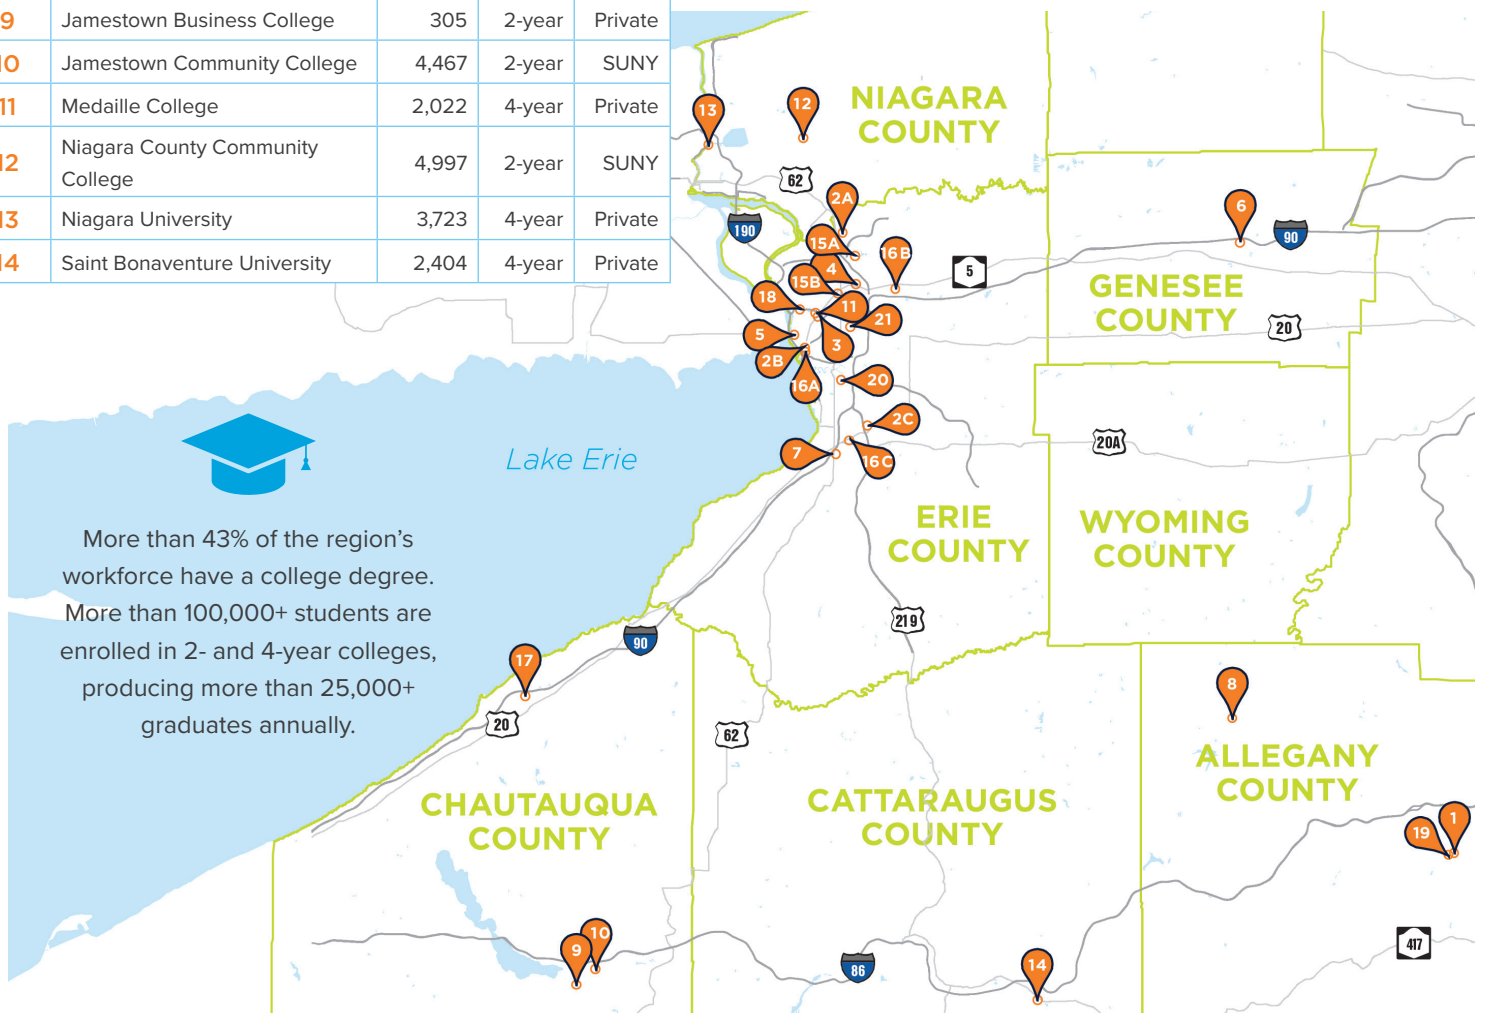 9 Jamestown Business College 305 2-year Private
10 Jamestown Community College 4,467 2-year SUNY
11 Medaille College 2,022 4-year Private
12 Niagara County Community
College 4,997 2-year SUNY
13 Niagara University 3,723 4-year Private
14 Saint Bonaventure University 2,404 4-year Private
13
12
NIAGARA
COUNTY
62
2A
190
15A
16B
6
90
5
4
15B
18
11
21
GENESEE
COUNTY
20
5
3
2B
16A
20
2C
7
16C
20A
Lake Erie
More than 43% of the region's
workforce have a college degree.
More than 100,000+ students are
enrolled in 2- and 4-year colleges,
producing more than 25,000+
graduates annually.
ERIE
COUNTY
WYOMING
COUNTY
219
90
17
20
62
8
ALLEGANY
COUNTY
CHAUTAUQUA
COUNTY
CATTARAUGUS
COUNTY
19
1
9
10
86
14
417